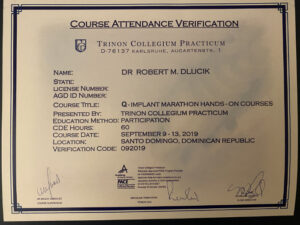 COURSE ATTENDANCE VERIFICATION
TRINON COLLEGIUM PRACTICUM
D-76137 KARLSRUHE, AUGARTENSTR. 1
NAME: DR ROBERT M. DLUCIK
STATE:
LICENSE NUMBER:
AGD ID NUMBER:
COURSE TITLE: Q-IMPLANT MARATHON HANDS-ON COURSES
PRESENTED BY: TRINON COLLEGIUM PRACTICUM
EDUCATION METHOD: PARTICIPATION
CDE HOURS: 60
COURSE DATE: SEPTEMBER 9-13, 2019
LOCATION: SANTO DOMINGO, DOMINICAN REPUBLIC
VERIFICATION CODE: 092019
PACE